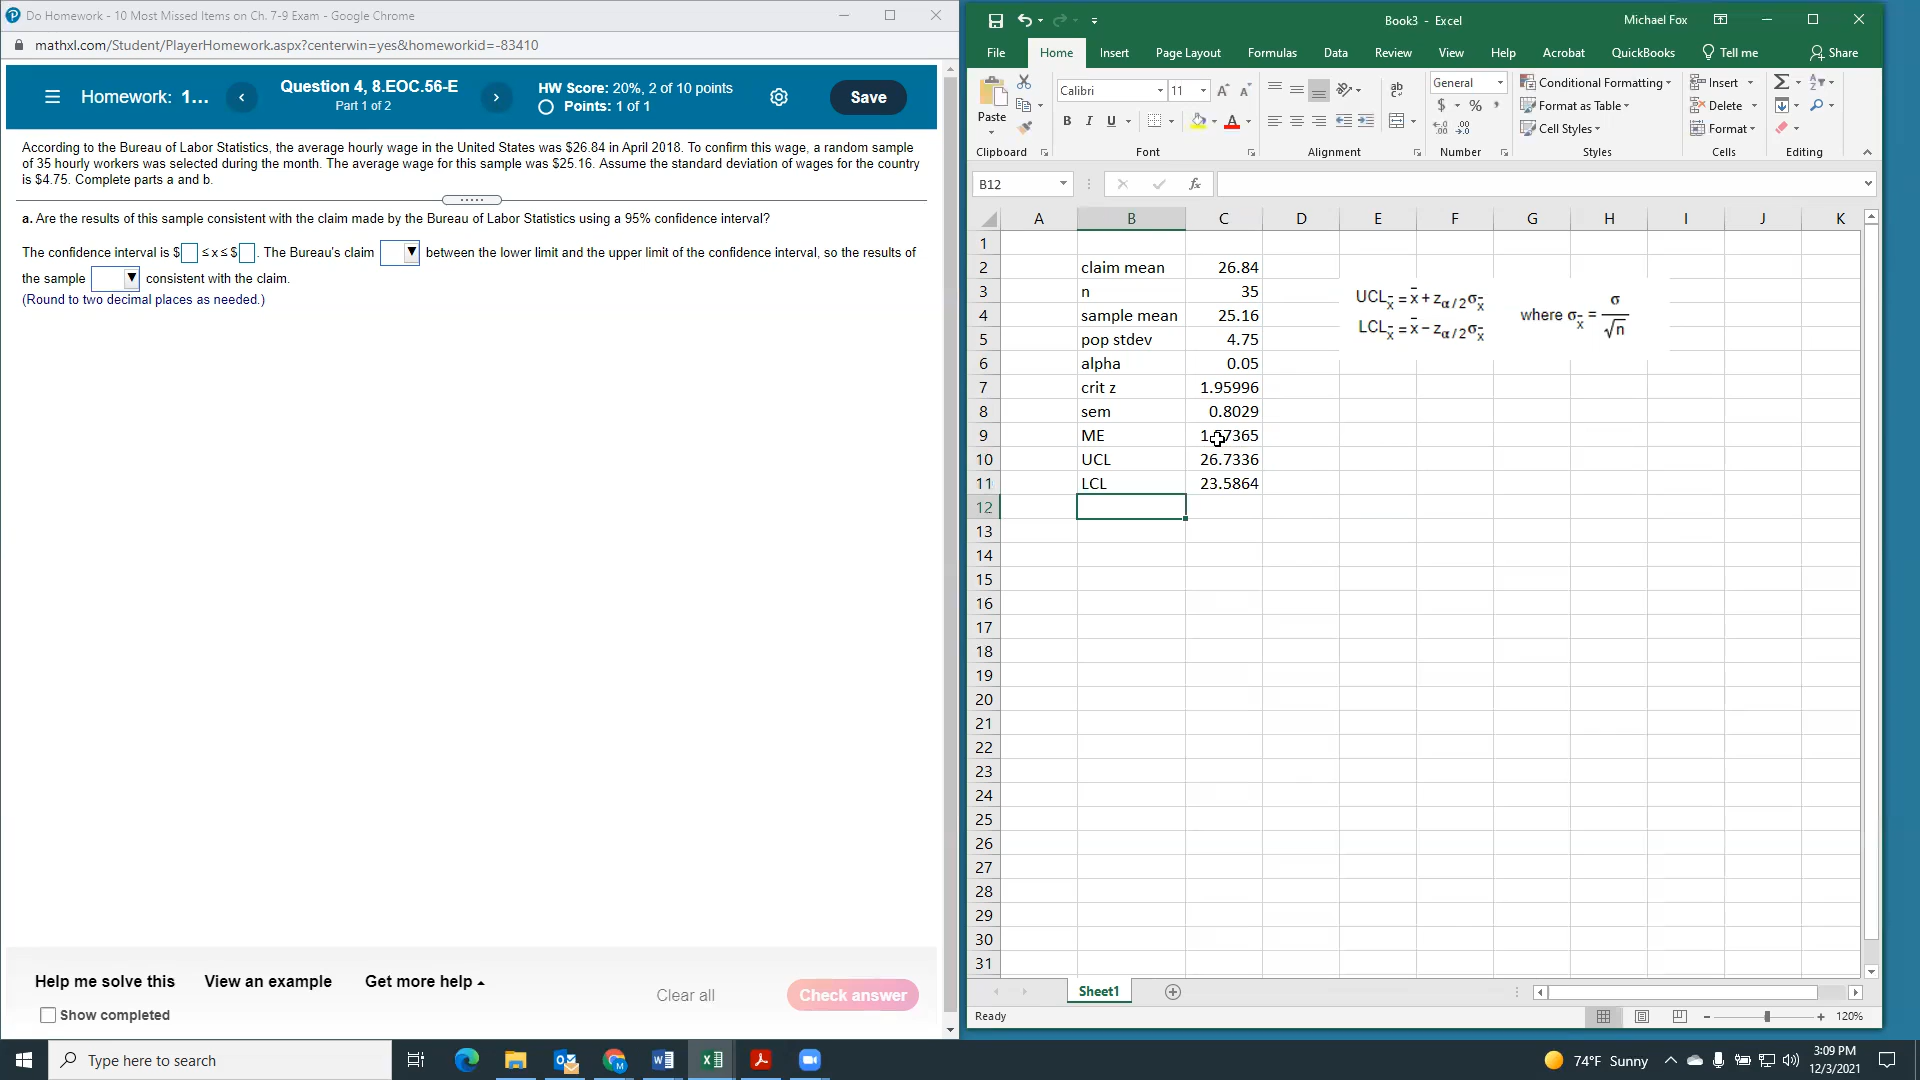 Do Homework - 10 Most Missed Items on Ch. 7-9 Exam - Google Chrome
mathxl.com/Student/PlayerHomework.aspx?centerwin=yes&homeworkid=-83410
Homework: 1...
Question 4, 8.EOC.56-E
Part 1 of 2
HW Score: 20%, 2 of 10 points
Points: 1 of 1
Save
According to the Bureau of Labor Statistics, the average hourly wage in the United States was $26.84 in April 2018. To confirm this wage, a random sample
of 35 hourly workers was selected during the month. The average wage for this sample was $25.16. Assume the standard deviation of wages for the country
is $4.75. Complete parts a and b.
a. Are the results of this sample consistent with the claim made by the Bureau of Labor Statistics using a 95% confidence interval?
The confidence interval is $ ≤ x ≤ $ . The Bureau's claim ▼ between the lower limit and the upper limit of the confidence interval, so the results of
the sample ▼ consistent with the claim.
(Round to two decimal places as needed.)
Help me solve this View an example Get more help
Clear all
Check answer
Show completed
Book3 - Excel
Michael Fox
File Home Insert Page Layout Formulas Data Review View Help Acrobat QuickBooks Tell me Share
Paste
Calibri 11
B I U A
ab
General
$ % ,
Conditional Formatting
Format as Table
Cell Styles
Insert
Delete
Format
Clipboard Font Alignment Number Styles Cells Editing
B12
fx
A B C D E F G H I J K
1
2 claim mean 26.84
3 n 35
4 sample mean 25.16
5 pop stdev 4.75
6 alpha 0.05
7 crit z 1.95996
8 sem 0.8029
9 ME
10 UCL 26.7336
11 LCL 23.5864
12
13
14
15
16
17
18
19
20
21
22
23
24
25
26
27
28
29
30
31
UCLx̄ = x̄ + zα/2σx̄
LCLx̄ = x̄ − zα/2σx̄
where σx̄ = σ/√n
Sheet1
Ready
120%
Type here to search
74°F Sunny
3:09 PM
12/3/2021